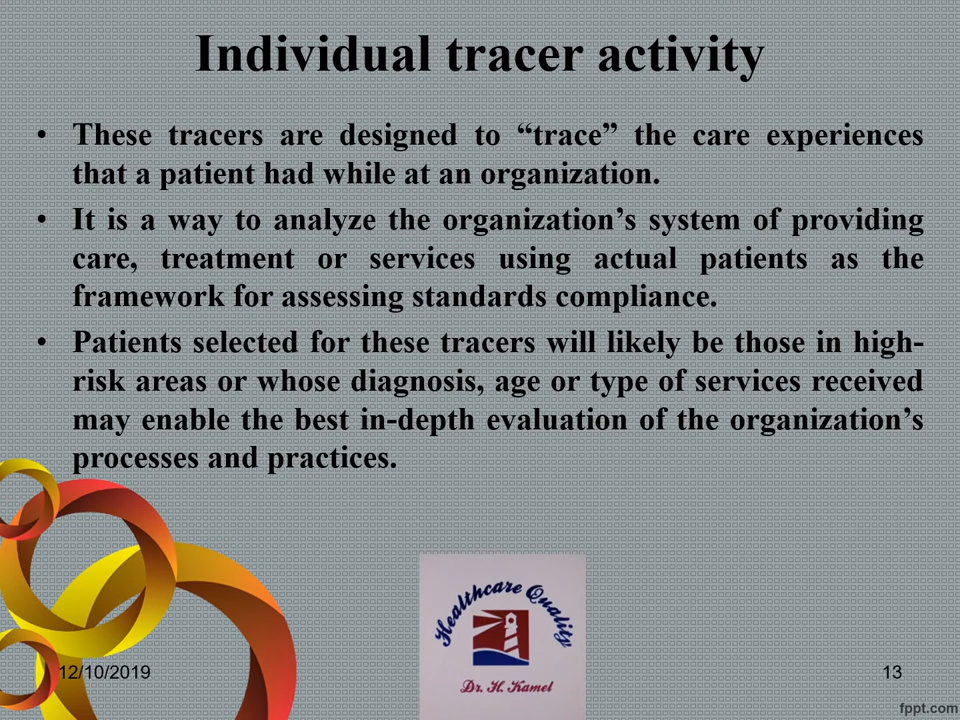 Individual tracer activity
• These tracers are designed to “trace” the care experiences
that a patient had while at an organization.
• It is a way to analyze the organization’s system of providing
care, treatment or services using actual patients as the
framework for assessing standards compliance.
• Patients selected for these tracers will likely be those in high-
risk areas or whose diagnosis, age or type of services received
may enable the best in-depth evaluation of the organization’s
processes and practices.
Healthcare Quality
Dr. H. Kamel
12/10/2019
13
fppt.com